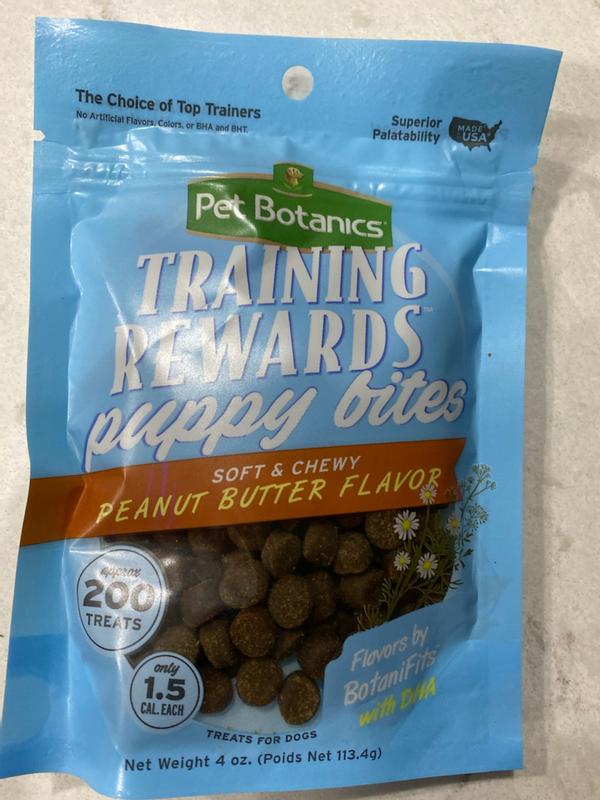 The Choice of Top Trainers
No Artificial Flavors, Colors, or BHA and BHT.
Superior
Palatability
MADE
IN
USA
Pet Botanics
TRAINING
REWARDS™
puppy bites
SOFT & CHEWY
PEANUT BUTTER FLAVOR
approx
200
TREATS
only
1.5
CAL. EACH
Flavors by
BotaniFits
with DHA
TREATS FOR DOGS
Net Weight 4 oz. (Poids Net 113.4g)